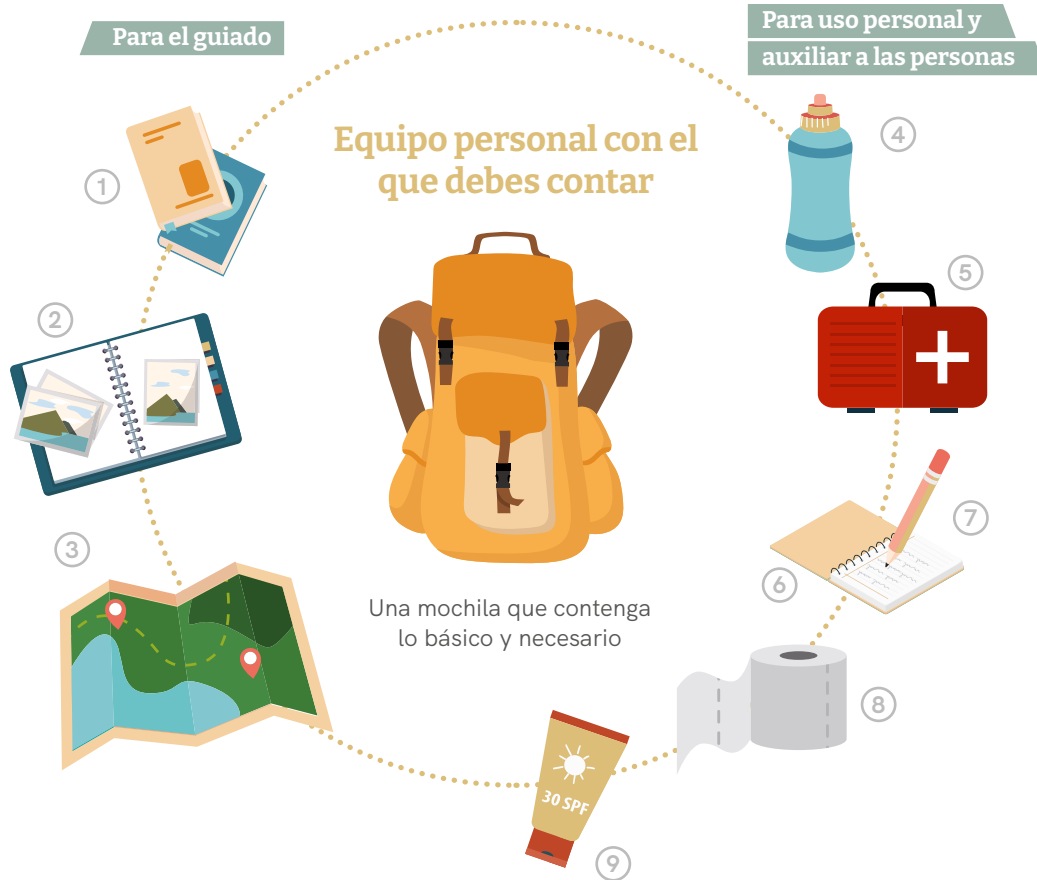 Para el guiado
Para uso personal y
auxiliar a las personas
Equipo personal con el
que debes contar
1
2
3
4
5
6
7
8
9
30 SPF
Una mochila que contenga
lo básico y necesario